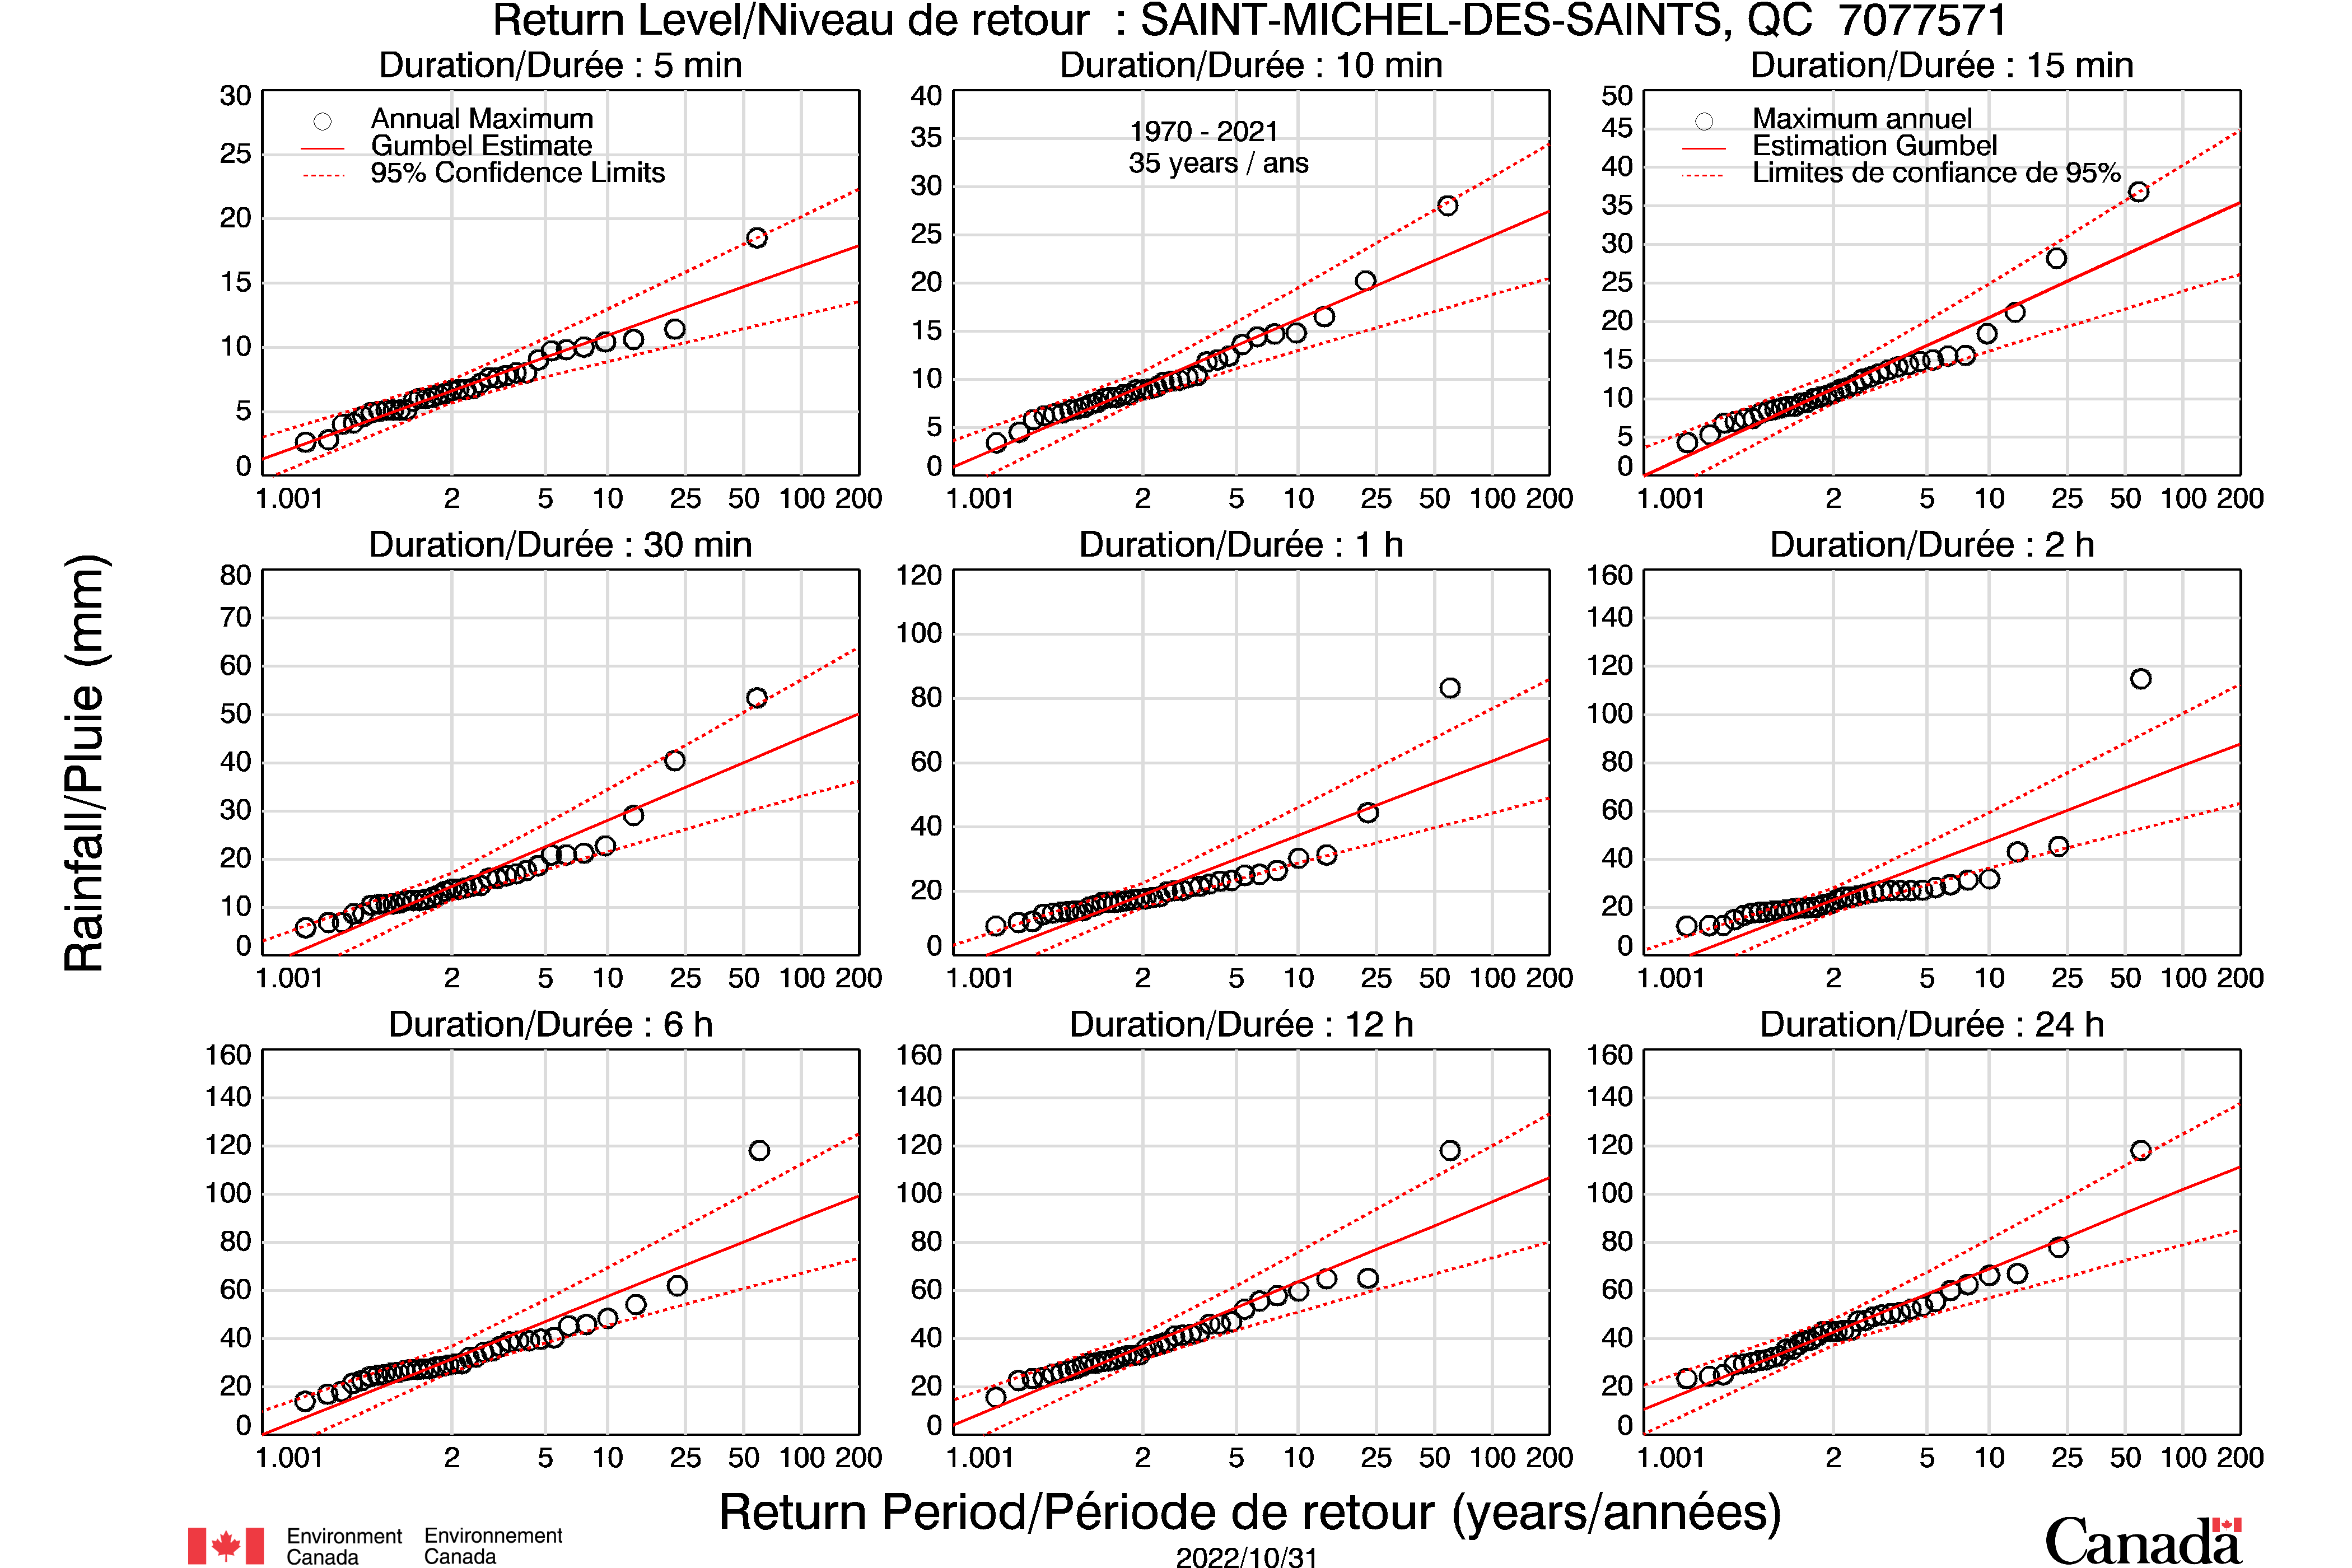 Return Level/Niveau de retour : SAINT-MICHEL-DES-SAINTS, QC 7077571
Duration/Durée : 5 min
30
25
20
15
10
5
0
Annual Maximum
Gumbel Estimate
95% Confidence Limits
1.001 2 5 10 25 50 100 200
Duration/Durée : 10 min
40
35
30
25
20
15
10
5
0
1970 - 2021
35 years / ans
1.001 2 5 10 25 50 100 200
Duration/Durée : 15 min
50
45
40
35
30
25
20
15
10
5
0
Maximum annuel
Estimation Gumbel
Limites de confiance de 95%
1.001 2 5 10 25 50 100 200
Rainfall/Pluie (mm)
Duration/Durée : 30 min
80
70
60
50
40
30
20
10
0
1.001 2 5 10 25 50 100 200
Duration/Durée : 1 h
120
100
80
60
40
20
0
1.001 2 5 10 25 50 100 200
Duration/Durée : 2 h
160
140
120
100
80
60
40
20
0
1.001 2 5 10 25 50 100 200
Duration/Durée : 6 h
160
140
120
100
80
60
40
20
0
1.001 2 5 10 25 50 100 200
Duration/Durée : 12 h
160
140
120
100
80
60
40
20
0
1.001 2 5 10 25 50 100 200
Duration/Durée : 24 h
160
140
120
100
80
60
40
20
0
1.001 2 5 10 25 50 100 200
Return Period/Période de retour (years/années)
Environment
Canada
Environnement
Canada
2022/10/31
Canada